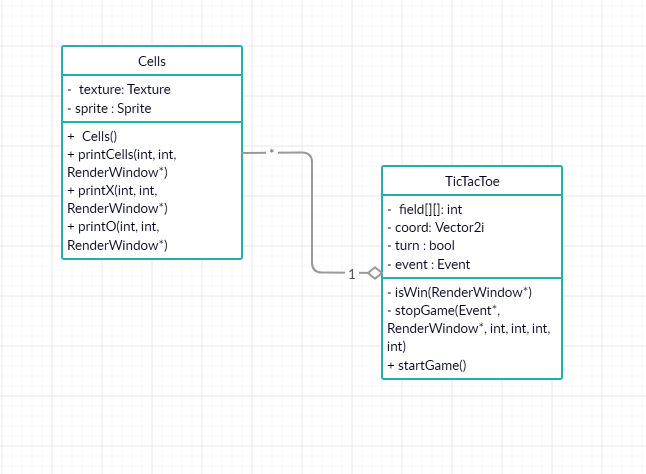 Cells
- texture: Texture
- sprite : Sprite
+ Cells()
+ printCells(int, int,
RenderWindow*)
+ printX(int, int,
RenderWindow*)
+ printO(int, int,
RenderWindow*)
*
1
TicTacToe
- field[][]: int
- coord: Vector2i
- turn : bool
- event : Event
- isWin(RenderWindow*)
- stopGame(Event*,
RenderWindow*, int, int, int,
int)
+ startGame()